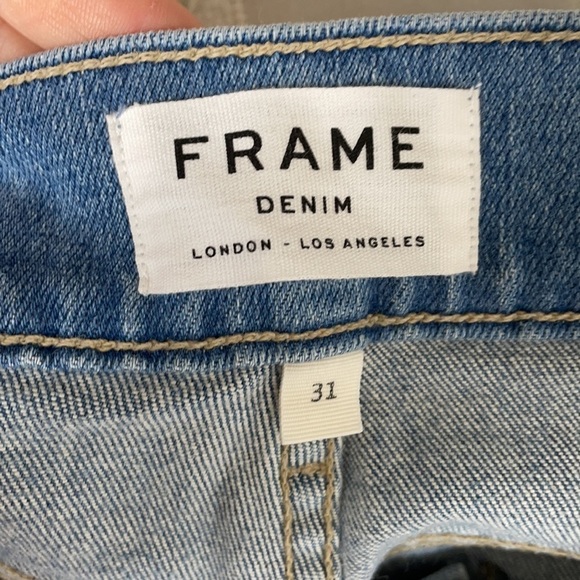 FRAME
DENIM
LONDON - LOS ANGELES
31